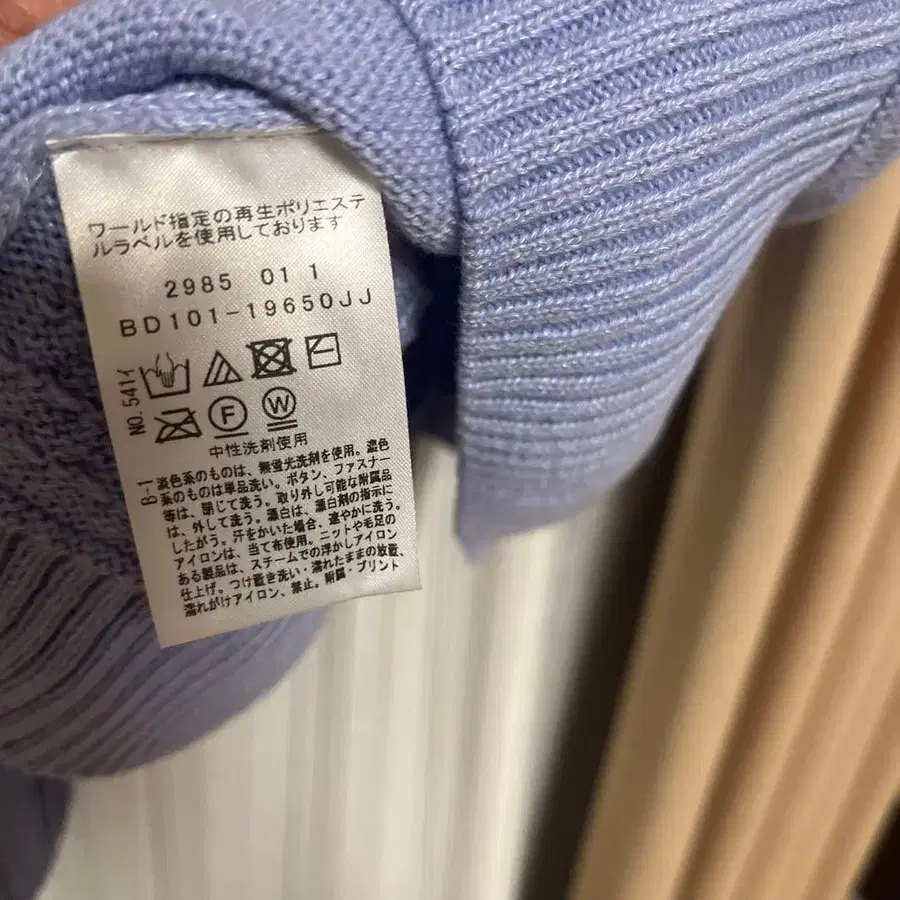 ワールド指定の再生ポリエステ
ルラベルを使用しております
2985 01 1
BD101-19650JJ
NO.541イ
F W
中性洗剤使用
B-1
淡色系のものは、無蛍光洗剤を使用。濃色
系のものは単品洗い。ボタン、ファスナー
等は、閉じて洗う。取り外し可能な附属品
は、外して洗う。漂白は、漂白剤の指示に
したがう。汗をかいた場合、速やかに洗う。
アイロンは、当て布使用。ニットや毛足の
ある製品は、スチームでの浮かしアイロン
仕上げ。つけ置き洗い・濡れたままの放置、
濡れがけアイロン、禁止。附属・プリント